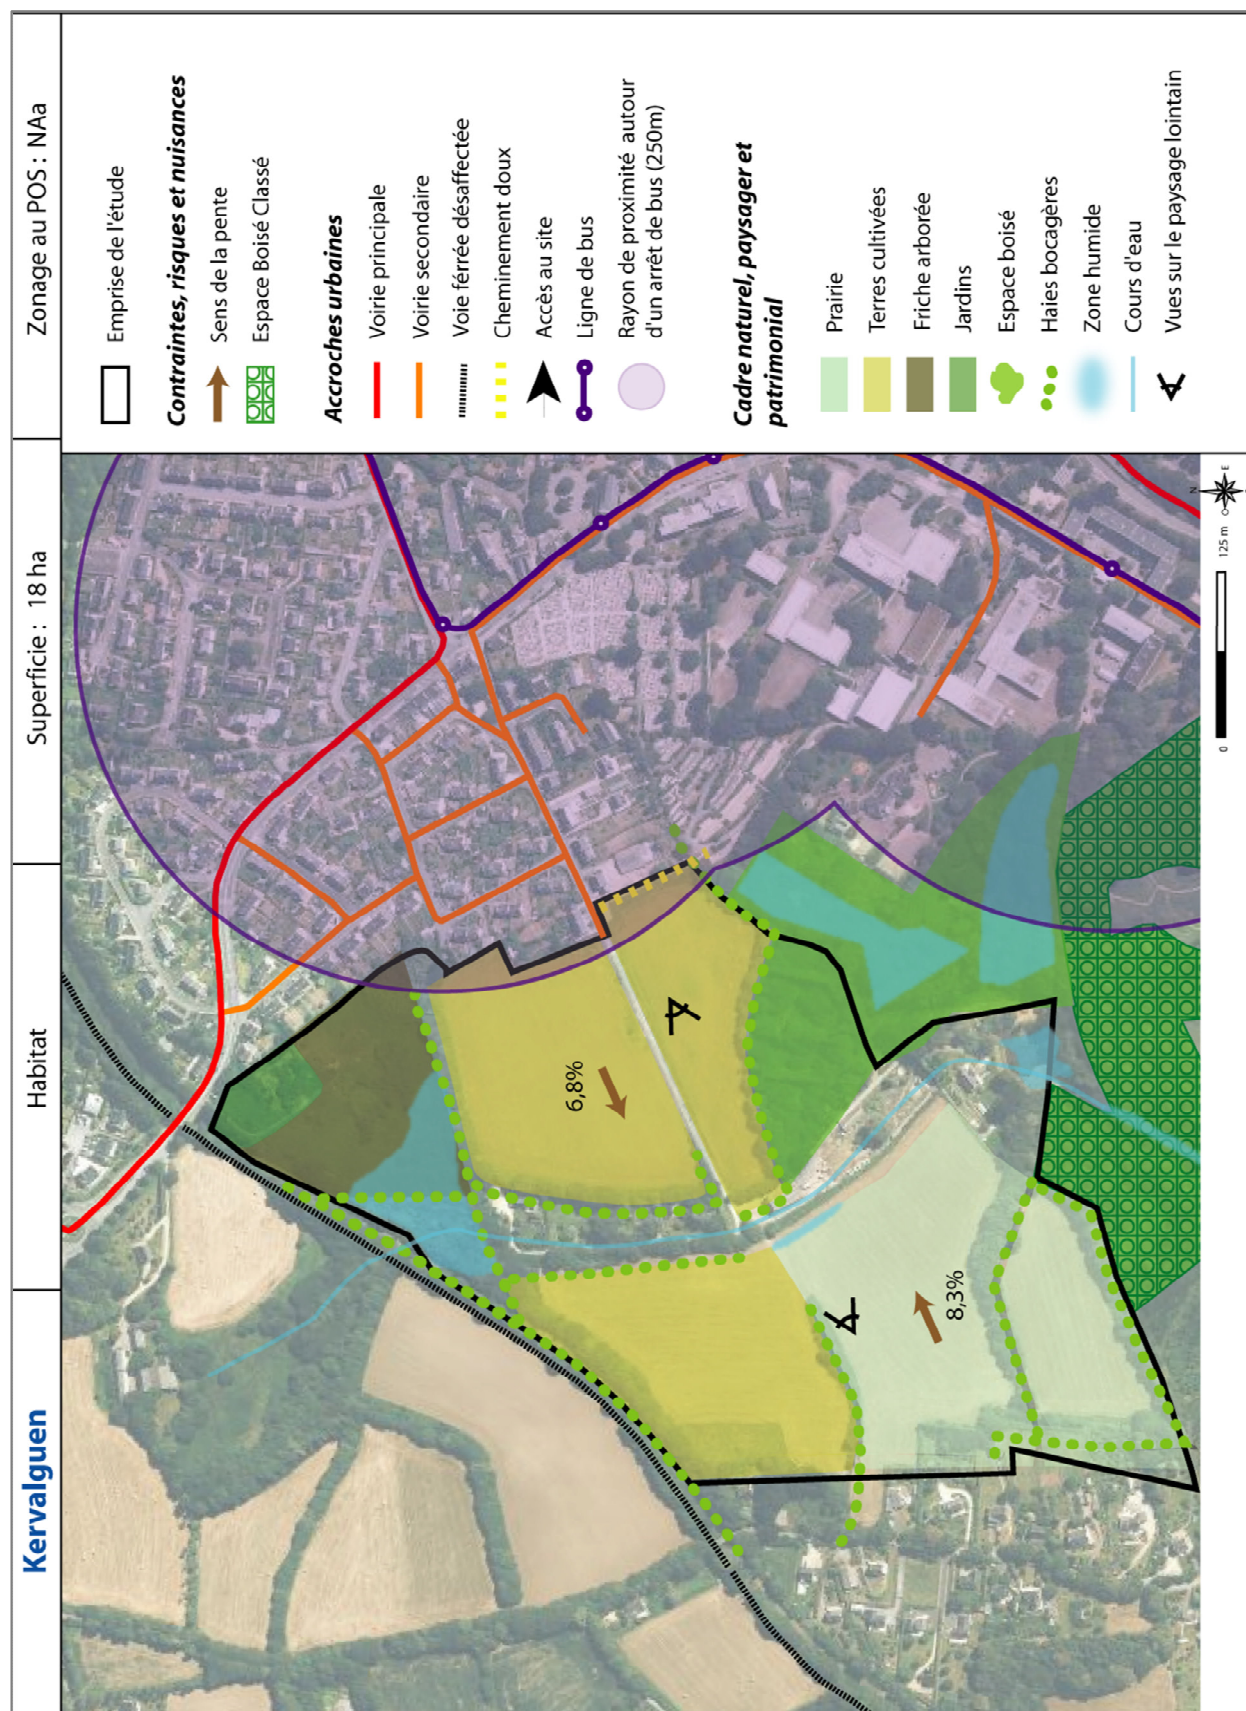 Kervalguen
Habitat
Superficie : 18 ha
Zonage au POS : NAa
6,8%
8,3%
Emprise de l'étude
Contraintes, risques et nuisances
Sens de la pente
Espace Boisé Classé
Accroches urbaines
Voirie principale
Voirie secondaire
Voie férrée désaffectée
Cheminement doux
Accès au site
Ligne de bus
Rayon de proximité autour
d'un arrêt de bus (250m)
Cadre naturel, paysager et
patrimonial
Prairie
Terres cultivées
Friche arborée
Jardins
Espace boisé
Haies bocagères
Zone humide
Cours d'eau
Vues sur le paysage lointain
0 125 m
N
O E